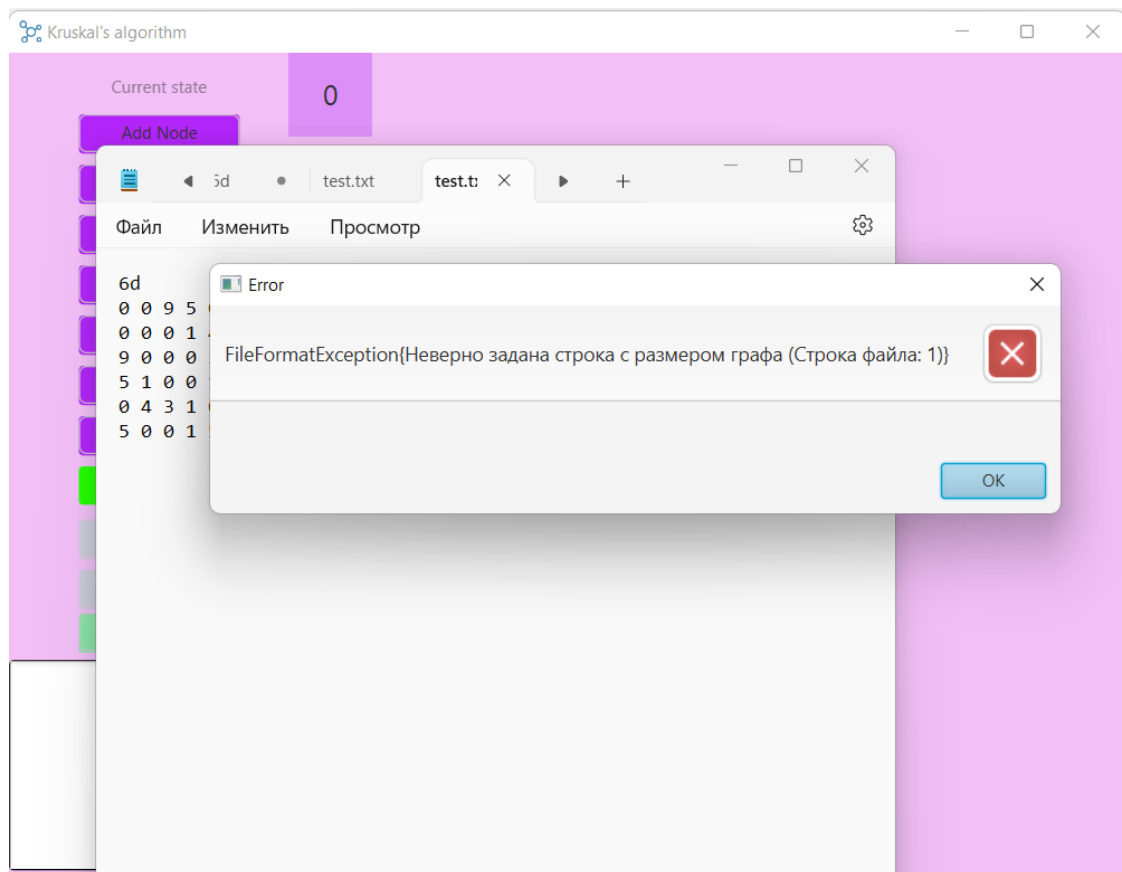 Kruskal's algorithm
Current state
0
Add Node
5d
test.txt
test.t
Файл Изменить Просмотр
6d
0 0 9 5
0 0 0 1
9 0 0 0
5 1 0 0
0 4 3 1
5 0 0 1
Error
FileFormatException{Неверно задана строка с размером графа (Строка файла: 1)}
OK